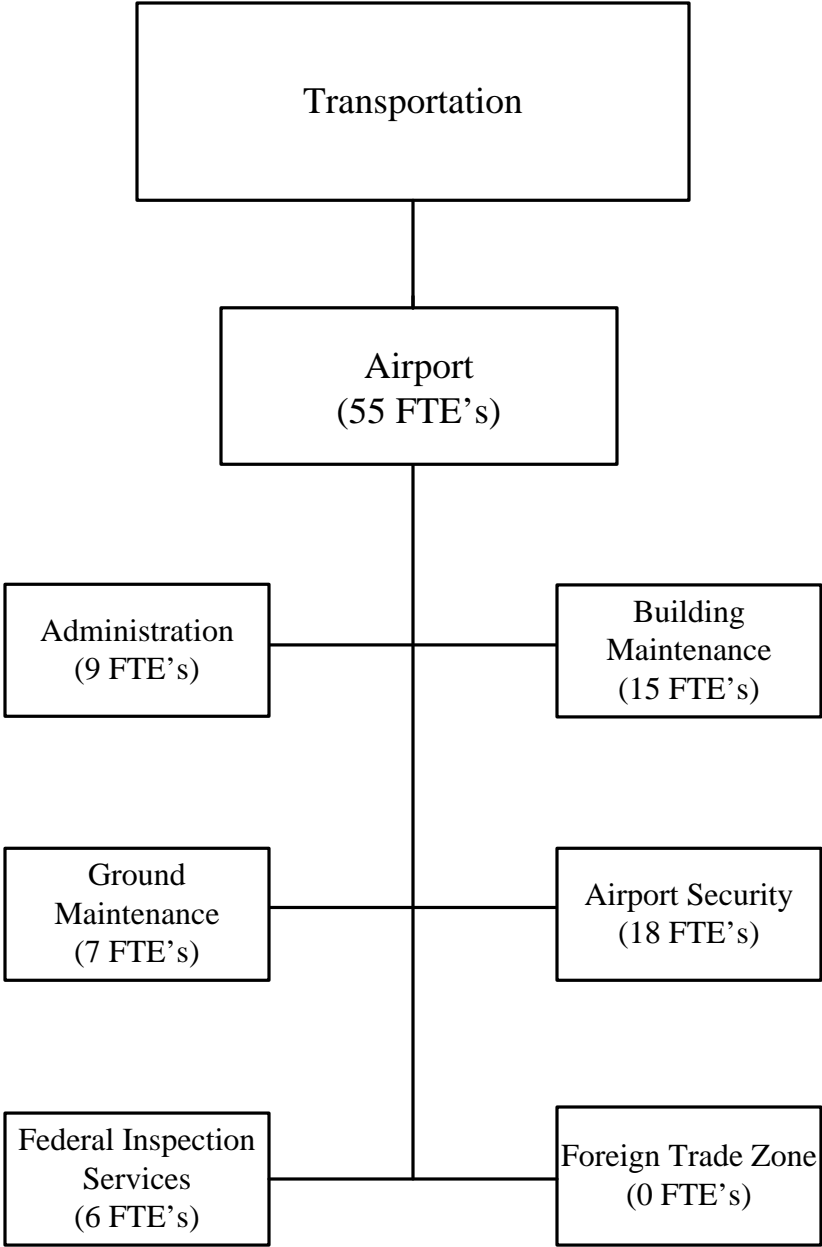 Transportation
Airport
(55 FTE’s)
Administration
(9 FTE’s)
Building
Maintenance
(15 FTE’s)
Ground
Maintenance
(7 FTE’s)
Airport Security
(18 FTE’s)
Federal Inspection
Services
(6 FTE’s)
Foreign Trade Zone
(0 FTE’s)